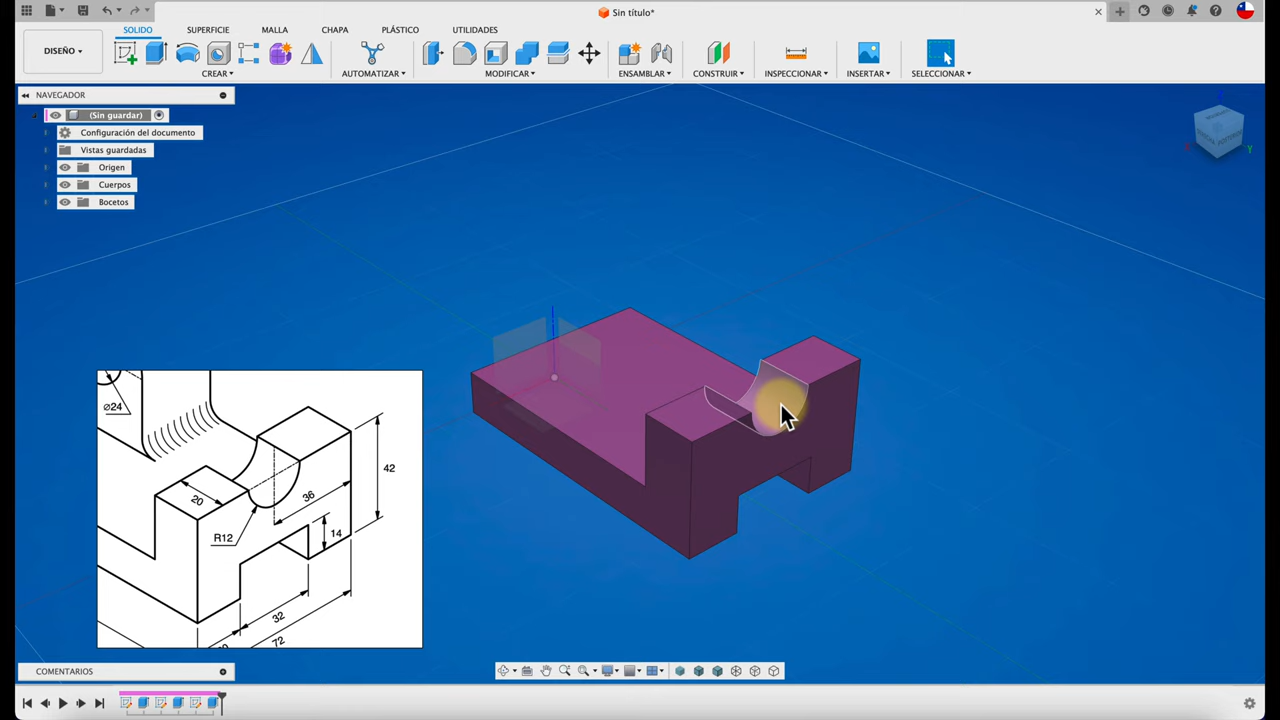 Sin título*
SOLIDO
SUPERFICIE
MALLA
CHAPA
PLÁSTICO
UTILIDADES
DISEÑO
CREAR
AUTOMATIZAR
MODIFICAR
ENSAMBLAR
CONSTRUIR
INSPECCIONAR
INSERTAR
SELECCIONAR
NAVEGADOR
(Sin guardar)
Configuración del documento
Vistas guardadas
Origen
Cuerpos
Bocetos
Y
⌀24
42
20
36
R12
14
32
72
COMENTARIOS